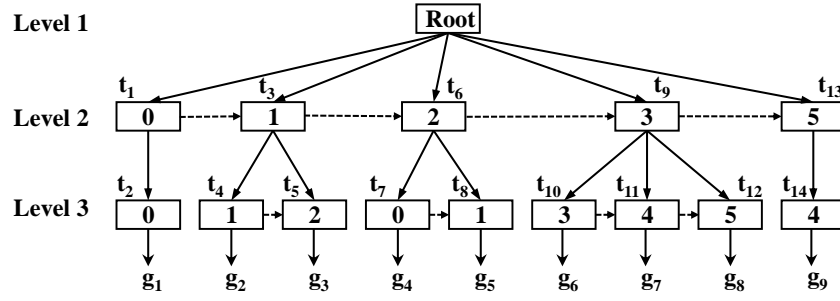 Level 1 Root
t1 t3 t6 t9 t13
Level 2 0 1 2 3 5
t2 t4 t5 t7 t8 t10 t11 t12 t14
Level 3 0 1 2 0 1 3 4 5 4
g1 g2 g3 g4 g5 g6 g7 g8 g9